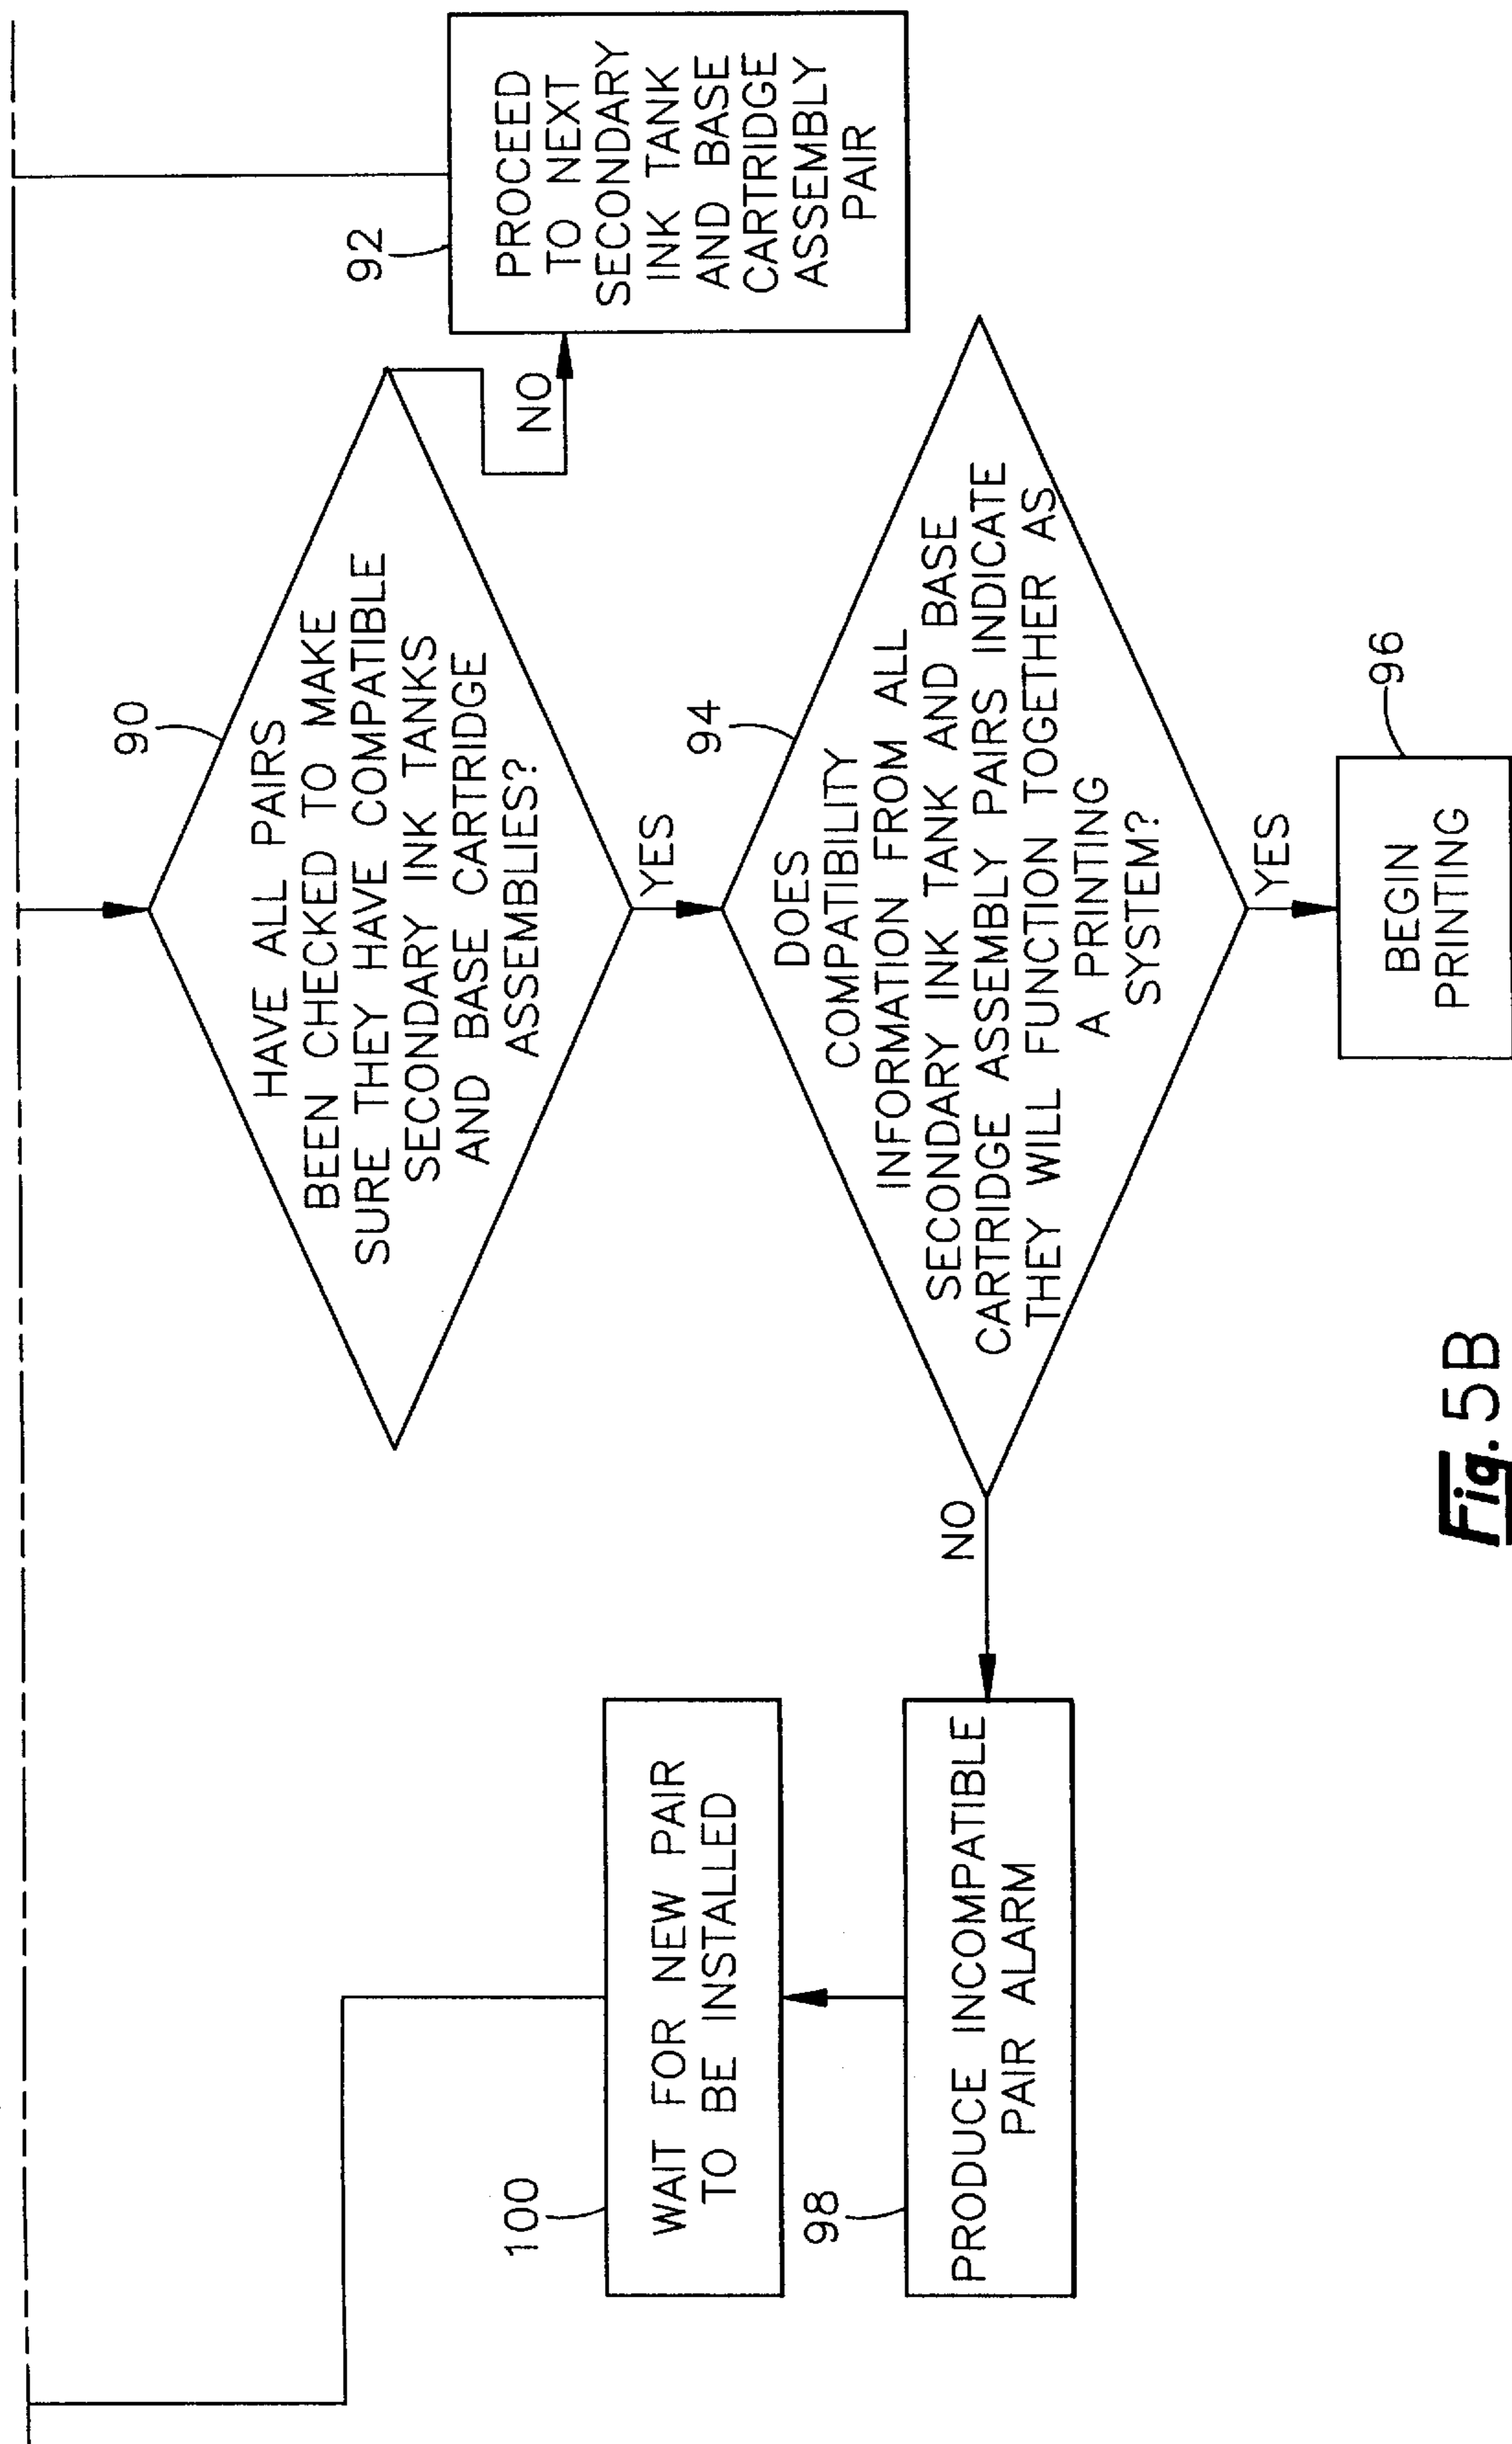 90
HAVE ALL PAIRS
BEEN CHECKED TO MAKE
SURE THEY HAVE COMPATIBLE
SECONDARY INK TANKS
AND BASE CARTRIDGE
ASSEMBLIES?
NO
92
PROCEED
TO NEXT
SECONDARY
INK TANK
AND BASE
CARTRIDGE
ASSEMBLY
PAIR
YES
94
DOES
COMPATIBILITY
INFORMATION FROM ALL
SECONDARY INK TANK AND BASE
CARTRIDGE ASSEMBLY PAIRS INDICATE
THEY WILL FUNCTION TOGETHER AS
A PRINTING
SYSTEM?
NO
100
WAIT FOR NEW PAIR
TO BE INSTALLED
98
PRODUCE INCOMPATIBLE
PAIR ALARM
YES
96
BEGIN
PRINTING
Fig. 5B